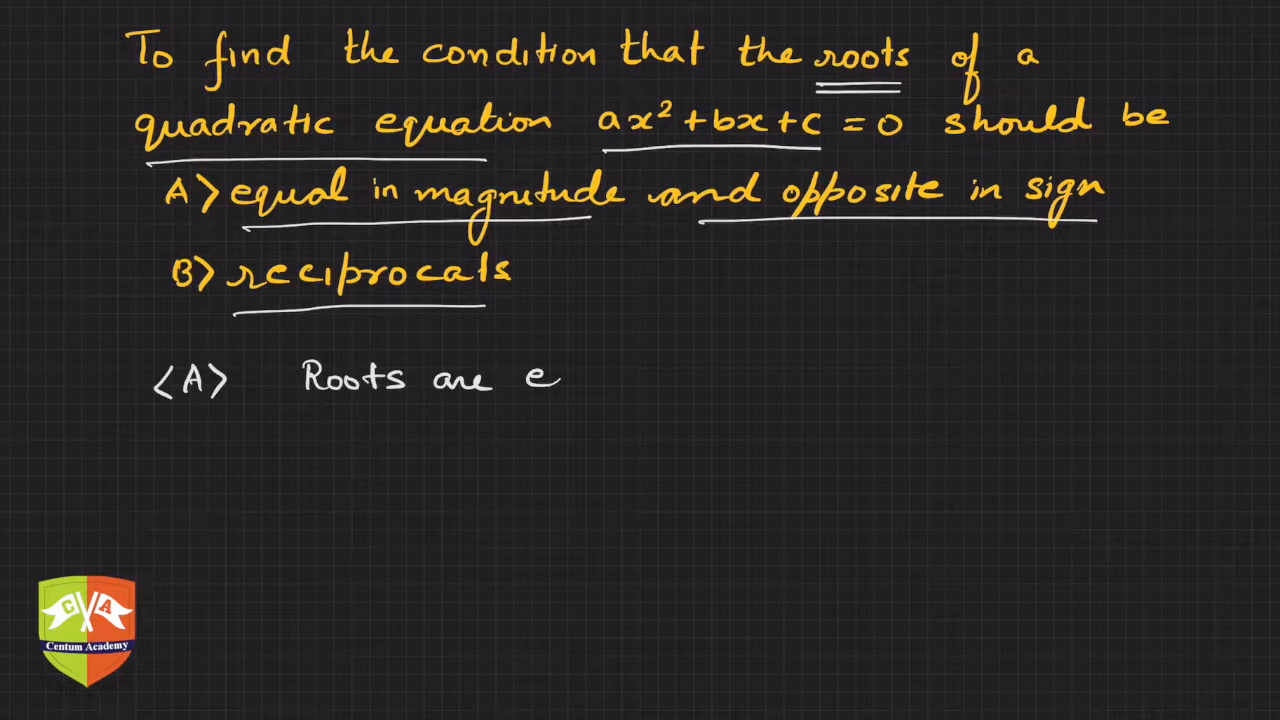 To find the condition that the roots of a
quadratic equation ax² + bx + c = 0 should be
A> equal in magnitude and opposite in sign
B> reciprocals
<A> Roots are e
C A
Centum Academy